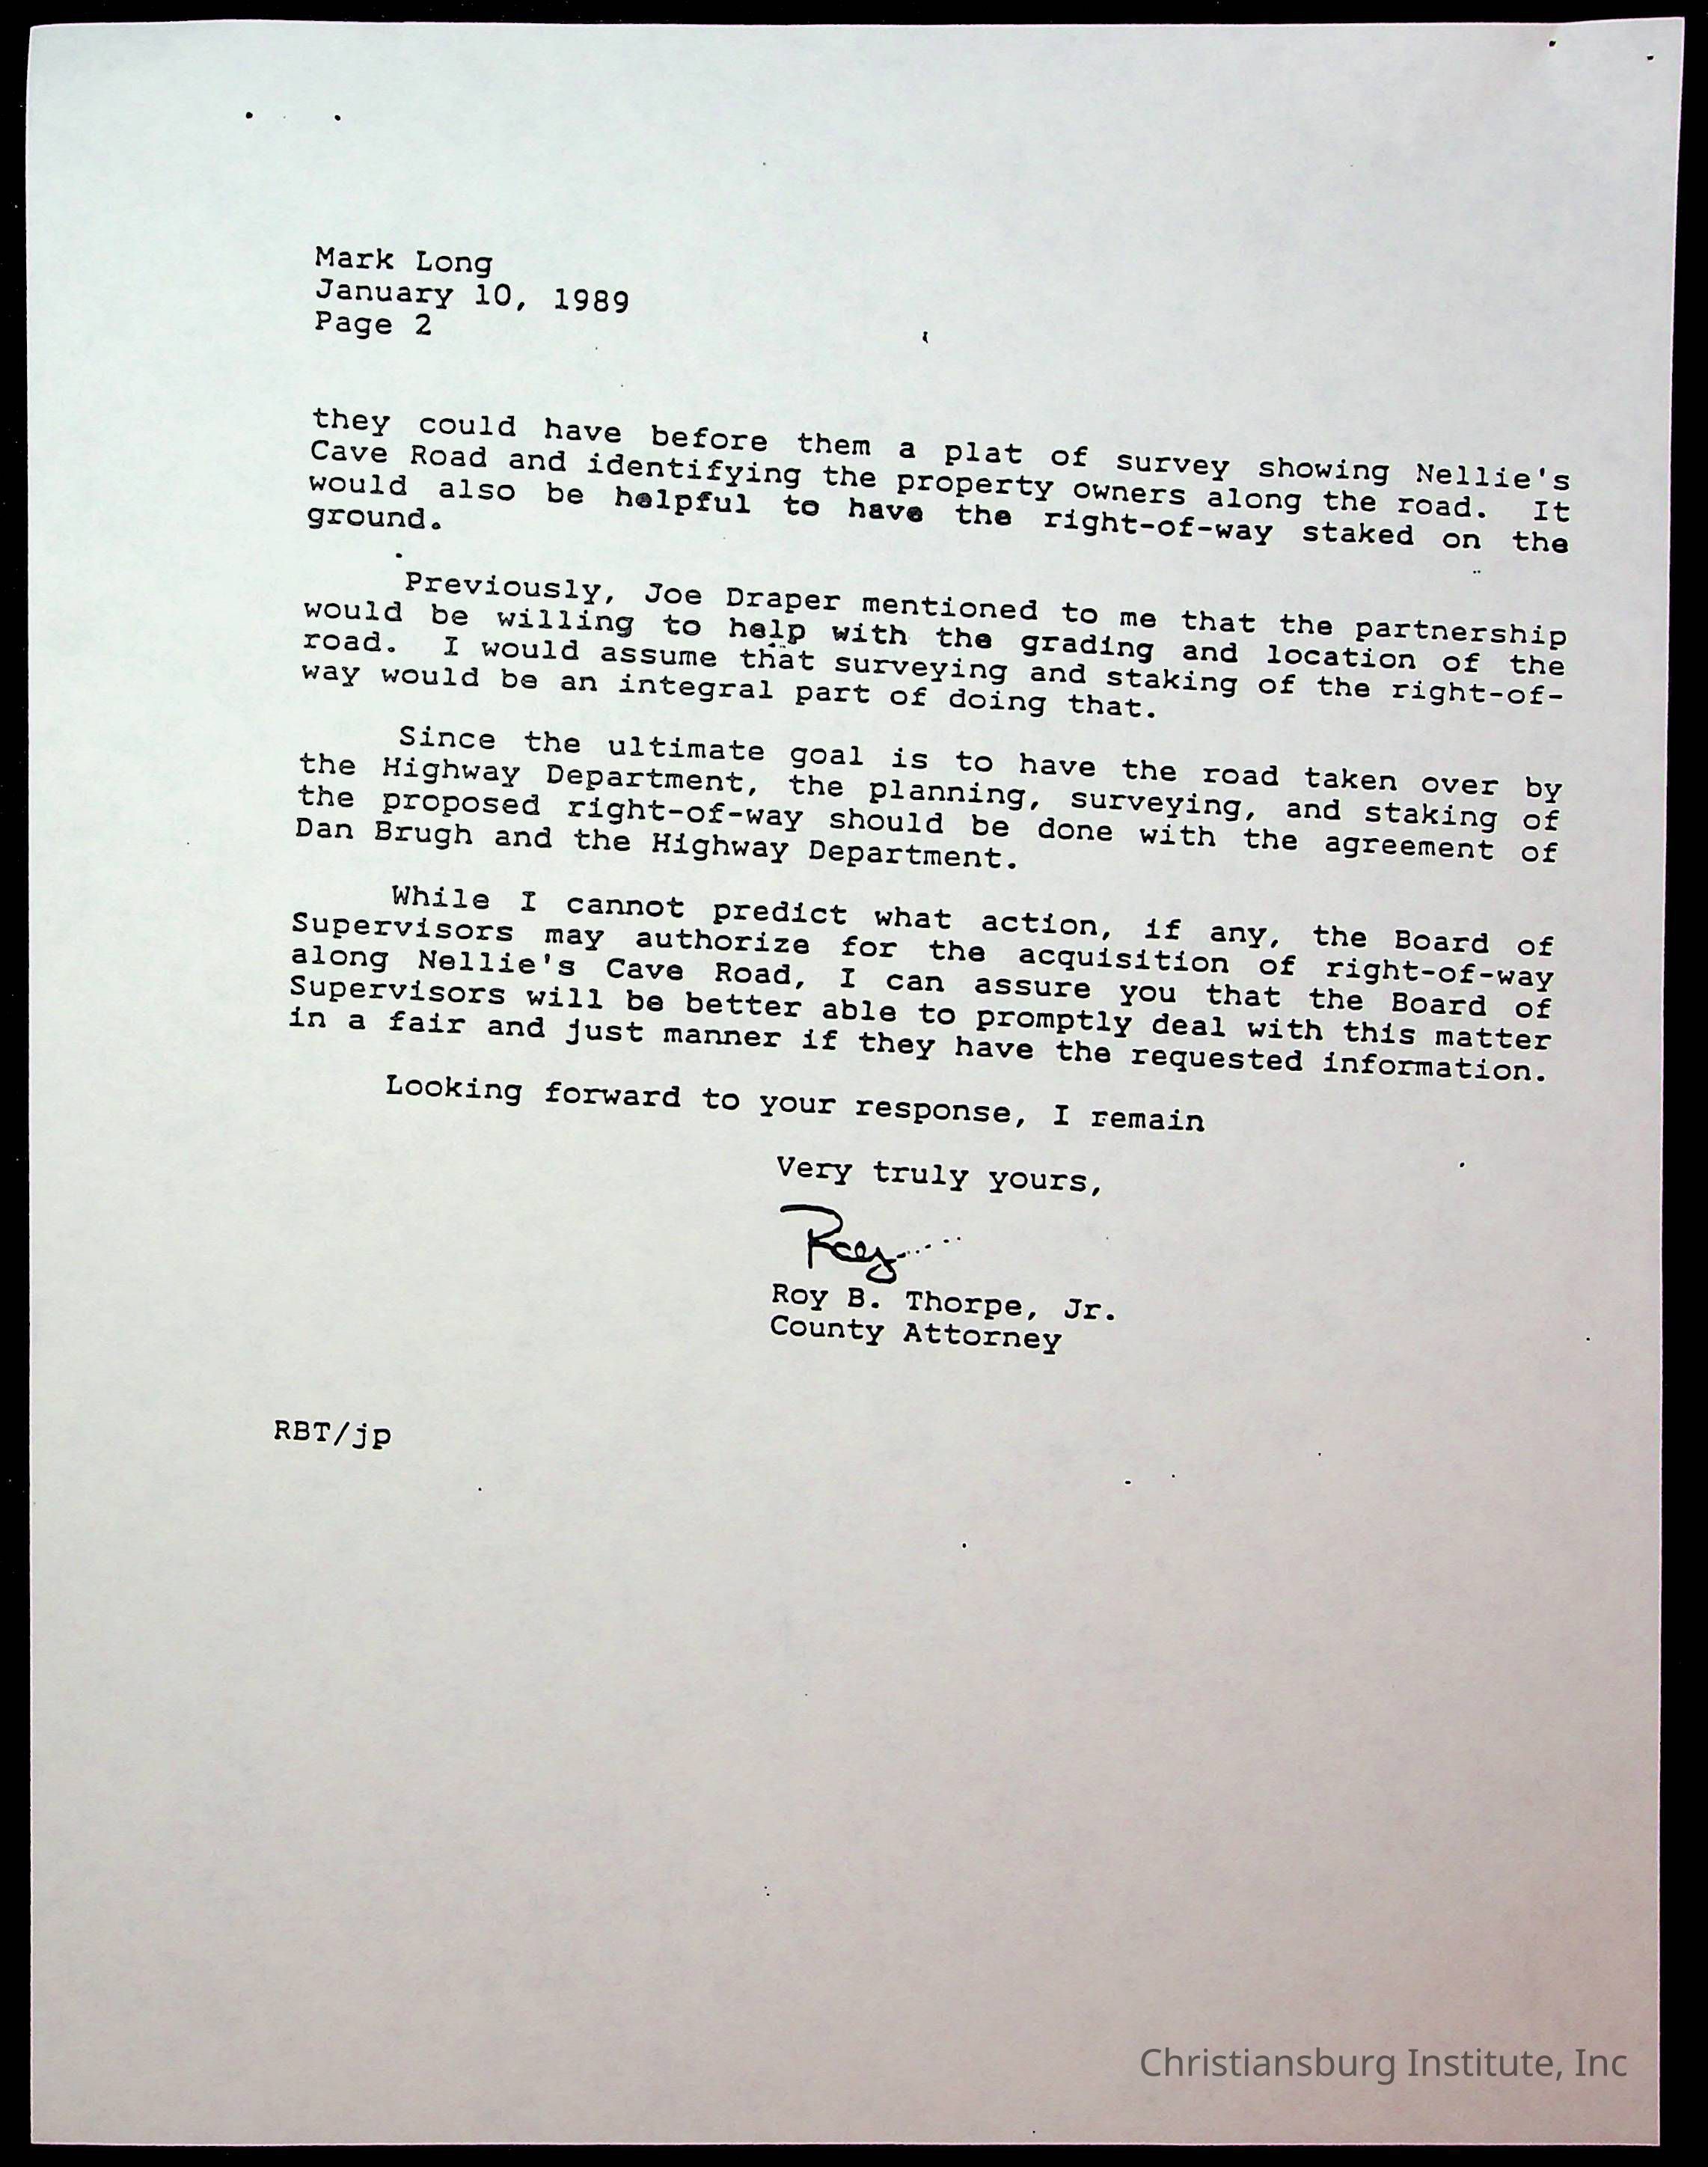 Mark Long
January 10, 1989
Page 2
they could have before them a plat of survey showing Nellie's
Cave Road and identifying the property owners along the road. It
would also be helpful to have the right-of-way staked on the
ground.
Previously, Joe Draper mentioned to me that the partnership
would be willing to help with the grading and location of the
road. I would assume that surveying and staking of the right-of-
way would be an integral part of doing that.
Since the ultimate goal is to have the road taken over by
the Highway Department, the planning, surveying, and staking of
the proposed right-of-way should be done with the agreement of
Dan Brugh and the Highway Department.
While I cannot predict what action, if any, the Board of
Supervisors may authorize for the acquisition of right-of-way
along Nellie's Cave Road, I can assure you that the Board of
Supervisors will be better able to promptly deal with this matter
in a fair and just manner if they have the requested information.
Looking forward to your response, I remain
Very truly yours,
Roy
Roy B. Thorpe, Jr.
County Attorney
RBT/jp
Christiansburg Institute, Inc